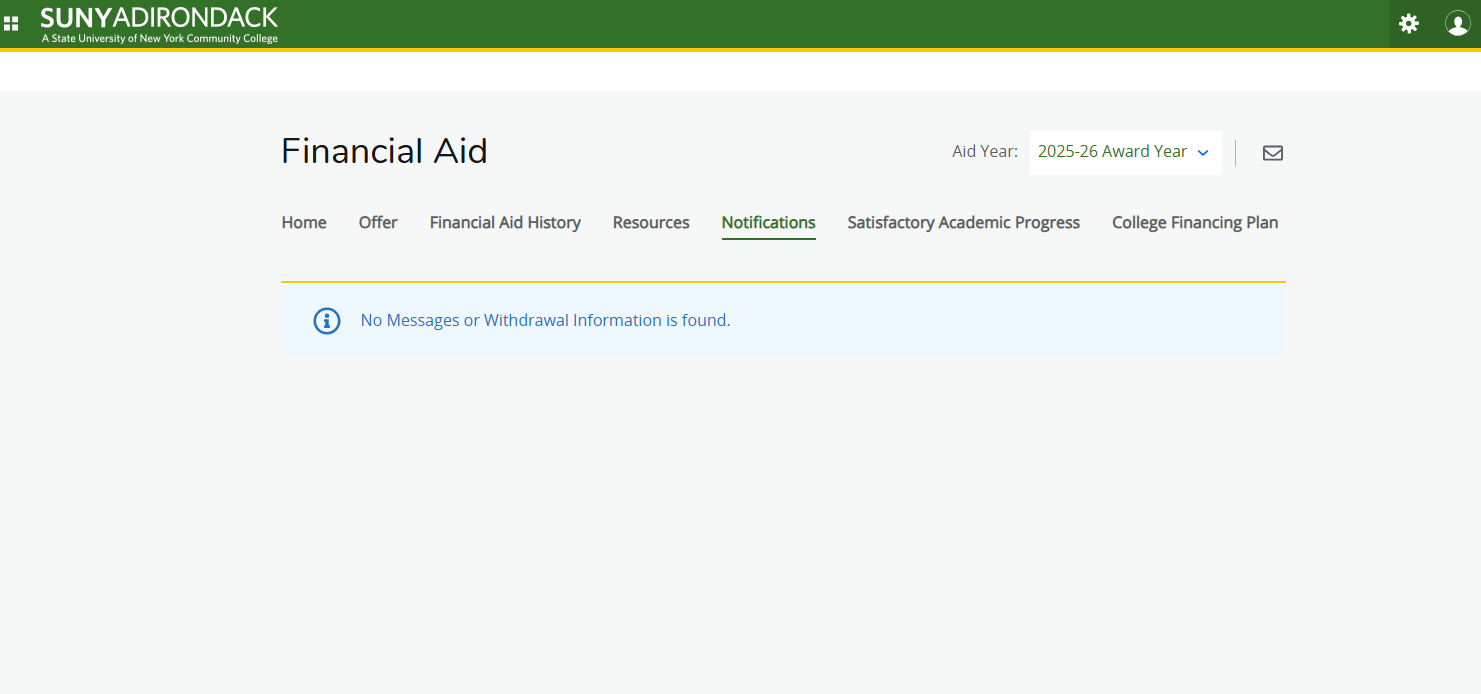 SUNYADIRONDACK
A State University of New York Community College
Financial Aid
Aid Year: 2025-26 Award Year
Home Offer Financial Aid History Resources Notifications Satisfactory Academic Progress College Financing Plan
No Messages or Withdrawal Information is found.